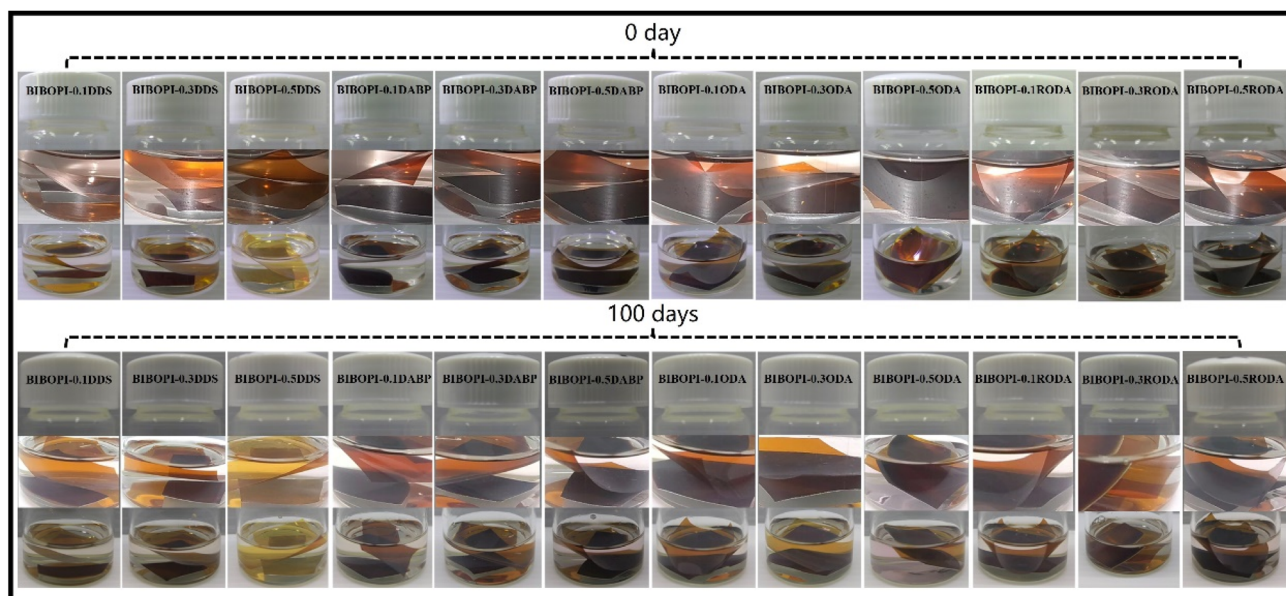 0 day
BIBOPI-0.1DDS
BIBOPI-0.3DDS
BIBOPI-0.5DDS
BIBOPI-0.1DABP
BIBOPI-0.3DABP
BIBOPI-0.5DABP
BIBOPI-0.1ODA
BIBOPI-0.3ODA
BIBOPI-0.5ODA
BIBOPI-0.1RODA
BIBOPI-0.3RODA
BIBOPI-0.5RODA
100 days
BIBOPI-0.1DDS
BIBOPI-0.3DDS
BIBOPI-0.5DDS
BIBOPI-0.1DABP
BIBOPI-0.3DABP
BIBOPI-0.5DABP
BIBOPI-0.1ODA
BIBOPI-0.3ODA
BIBOPI-0.5ODA
BIBOPI-0.1RODA
BIBOPI-0.3RODA
BIBOPI-0.5RODA